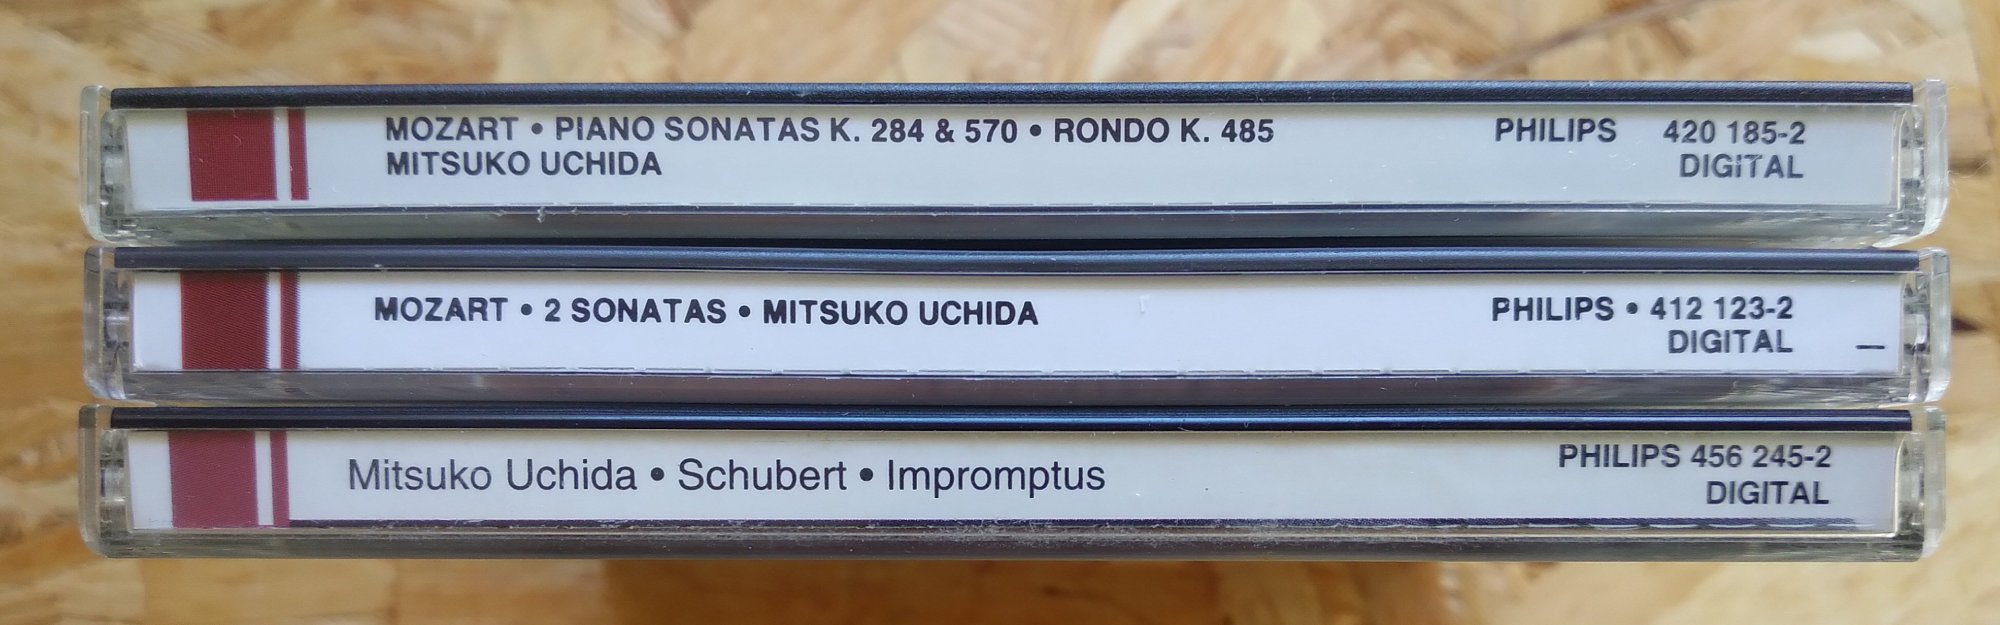 MOZART • PIANO SONATAS K. 284 & 570 • RONDO K. 485
MITSUKO UCHIDA
PHILIPS 420 185-2
DIGITAL
MOZART • 2 SONATAS • MITSUKO UCHIDA
PHILIPS • 412 123-2
DIGITAL
Mitsuko Uchida • Schubert • Impromptus
PHILIPS 456 245-2
DIGITAL